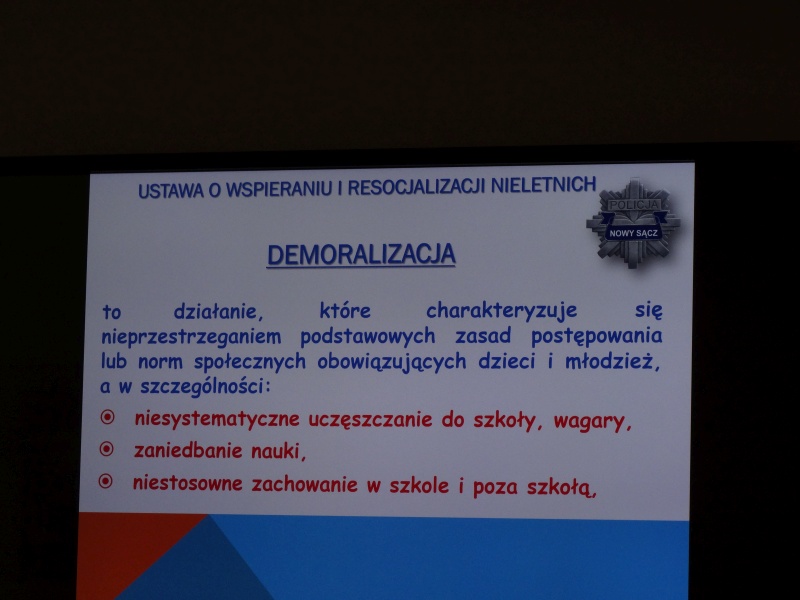 USTAWA O WSPIERANIU I RESOCJALIZACJI NIELETNICH
POLICJA
NOWY SĄCZ
DEMORALIZACJA
to działanie, które charakteryzuje się
nieprzestrzeganiem podstawowych zasad postępowania
lub norm społecznych obowiązujących dzieci i młodzież,
a w szczególności:
niesystematyczne uczęszczanie do szkoły, wagary,
zaniedbanie nauki,
niestosowne zachowanie w szkole i poza szkołą,